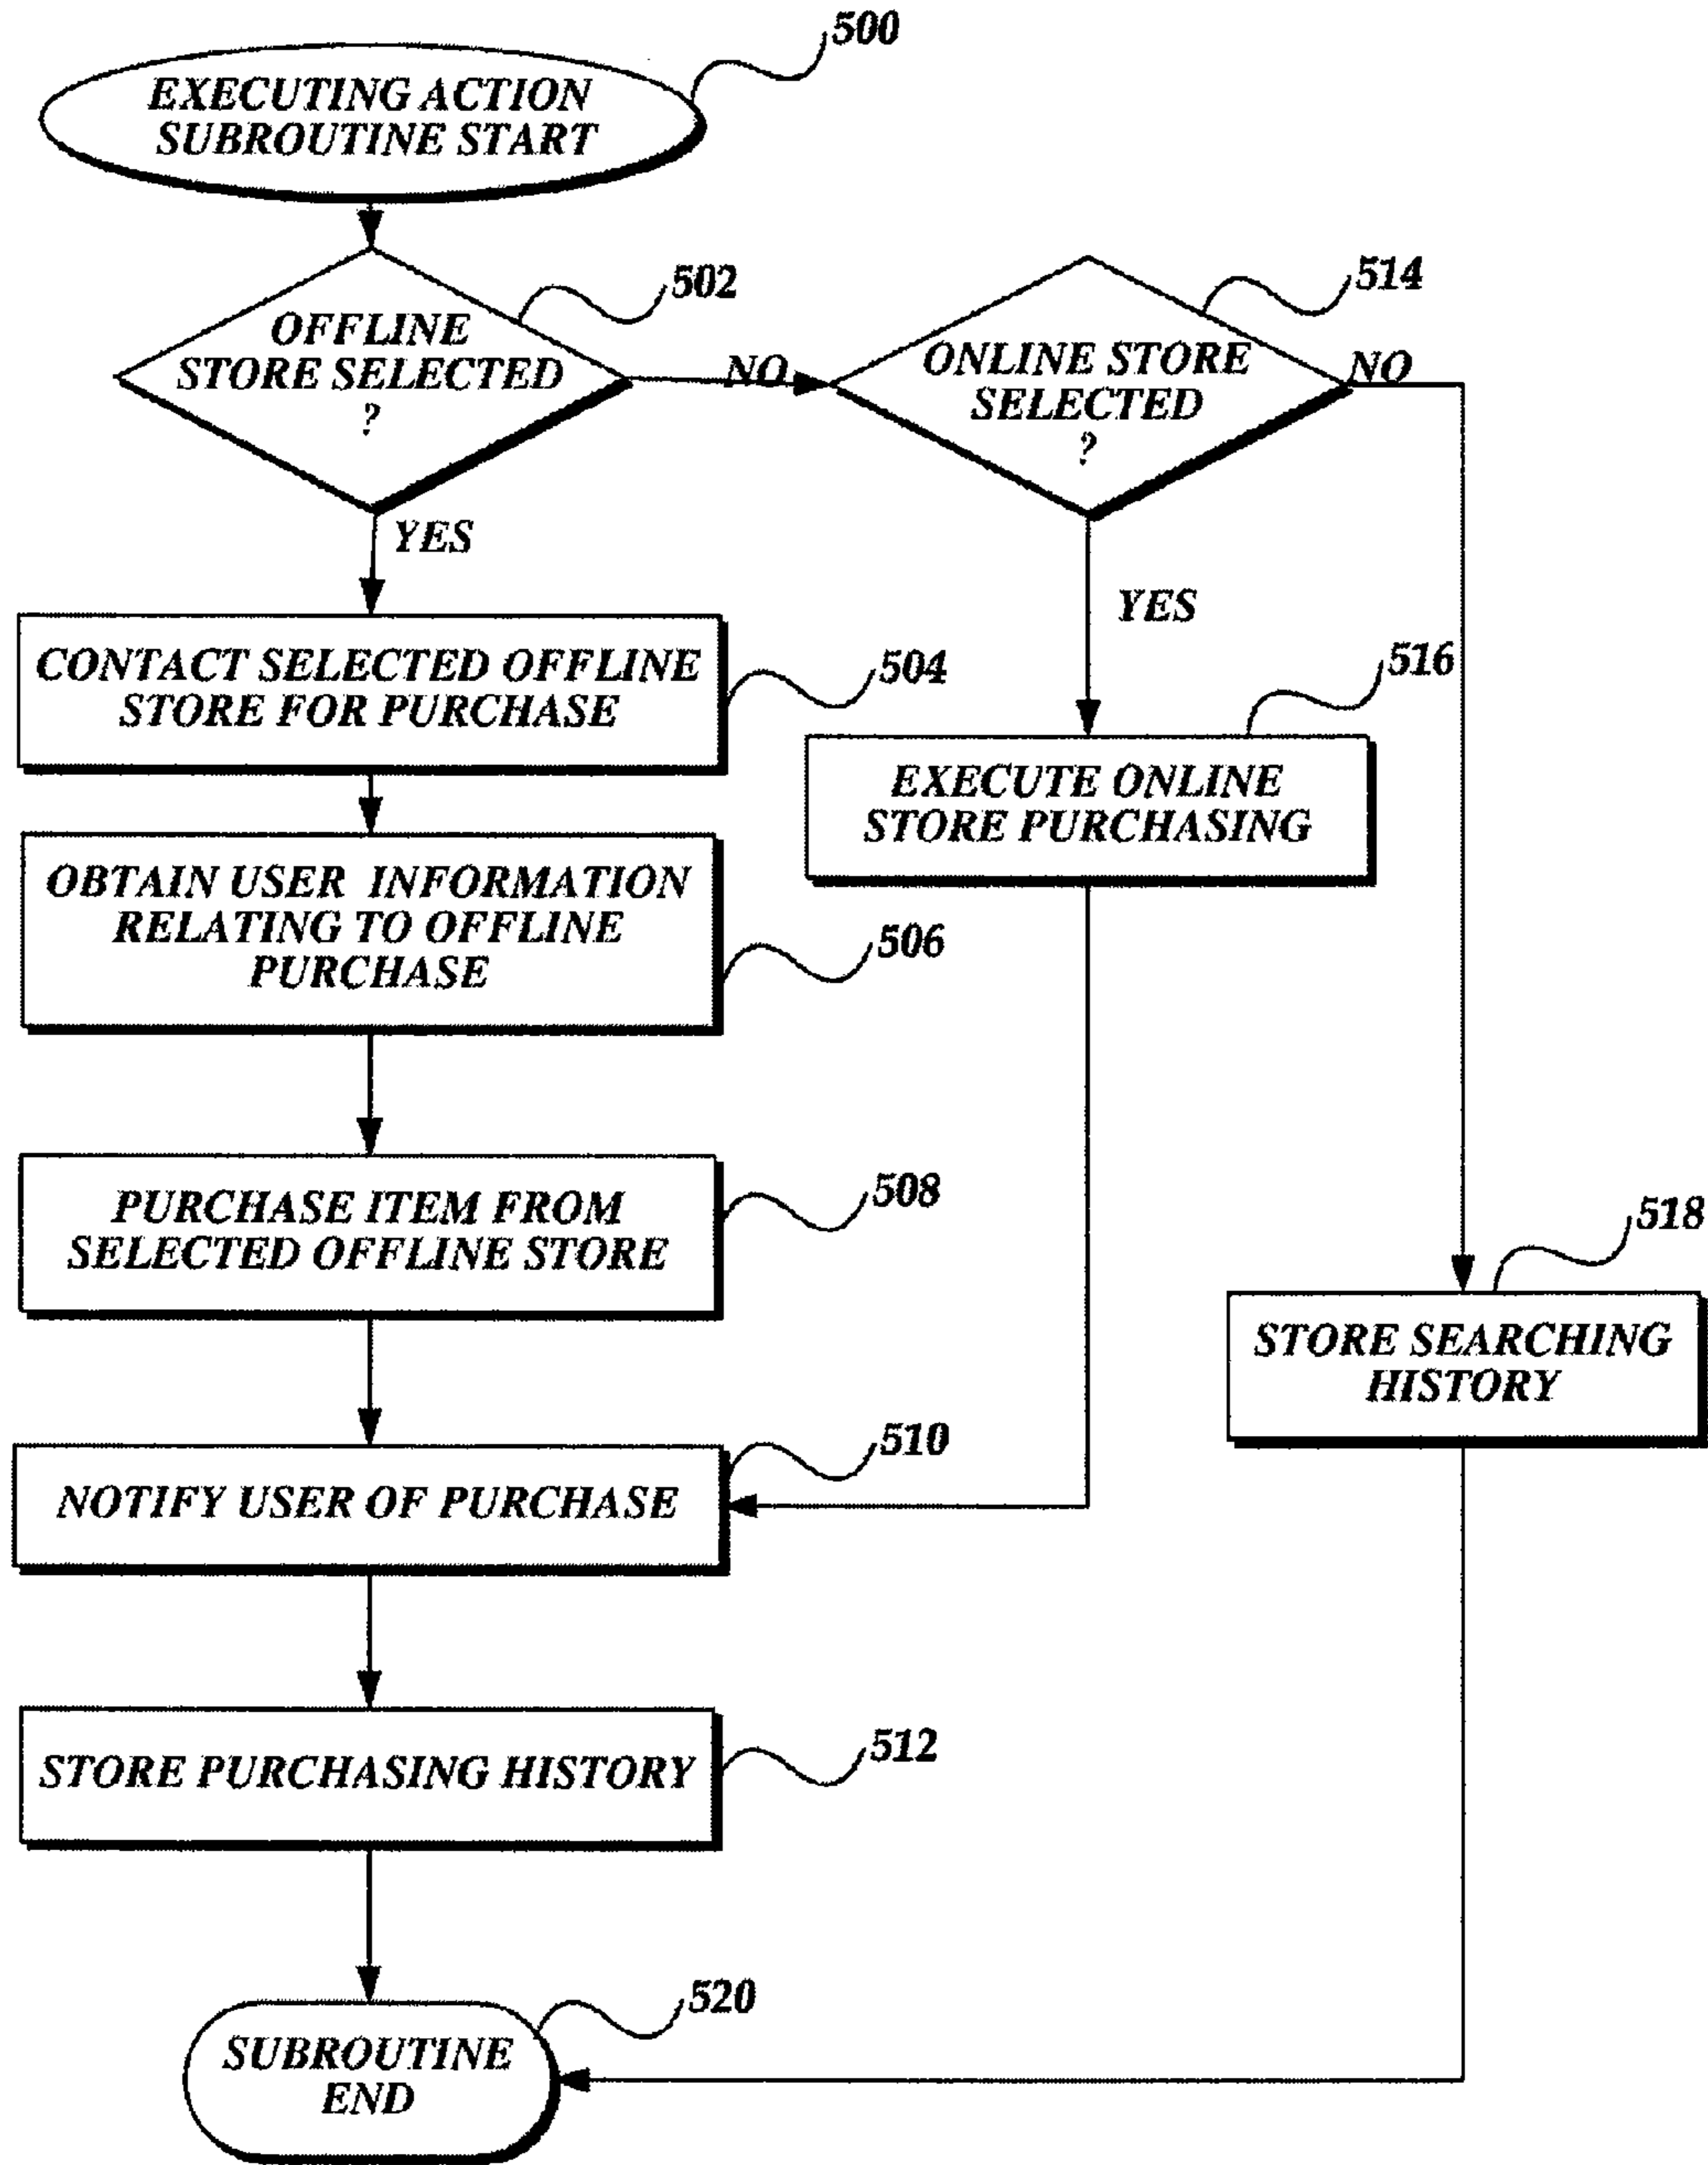 500
EXECUTING ACTION
SUBROUTINE START
502
OFFLINE
STORE SELECTED
?
NO
514
ONLINE STORE
SELECTED
?
NO
YES
YES
CONTACT SELECTED OFFLINE
STORE FOR PURCHASE
504
516
EXECUTE ONLINE
STORE PURCHASING
OBTAIN USER INFORMATION
RELATING TO OFFLINE
PURCHASE
506
PURCHASE ITEM FROM
SELECTED OFFLINE STORE
508
518
STORE SEARCHING
HISTORY
510
NOTIFY USER OF PURCHASE
STORE PURCHASING HISTORY
512
520
SUBROUTINE
END